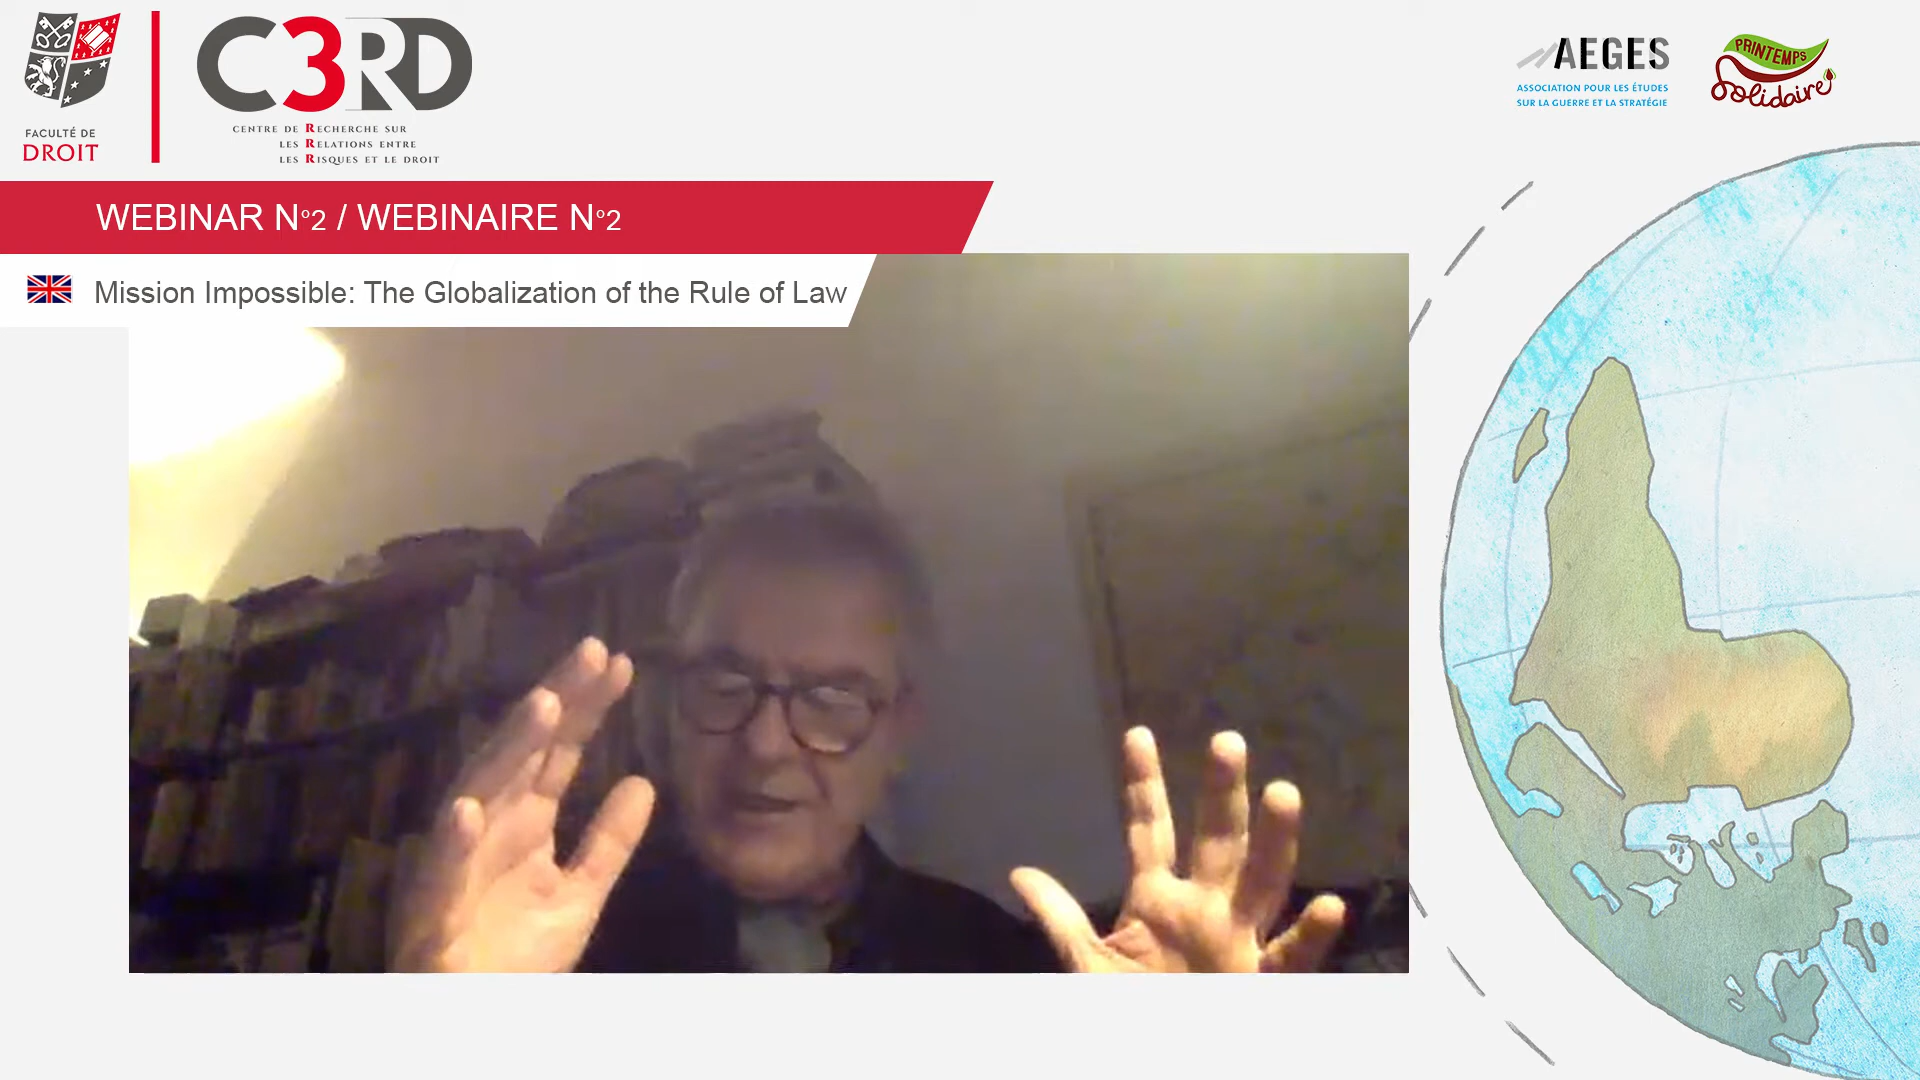 FACULTÉ DE
DROIT
C3RD
CENTRE DE RECHERCHE SUR
LES RELATIONS ENTRE
LES RISQUES ET LE DROIT
AEGES
ASSOCIATION POUR LES ÉTUDES
SUR LA GUERRE ET LA STRATÉGIE
PRINTEMPS
Solidaire
WEBINAR N°2 / WEBINAIRE N°2
Mission Impossible: The Globalization of the Rule of Law